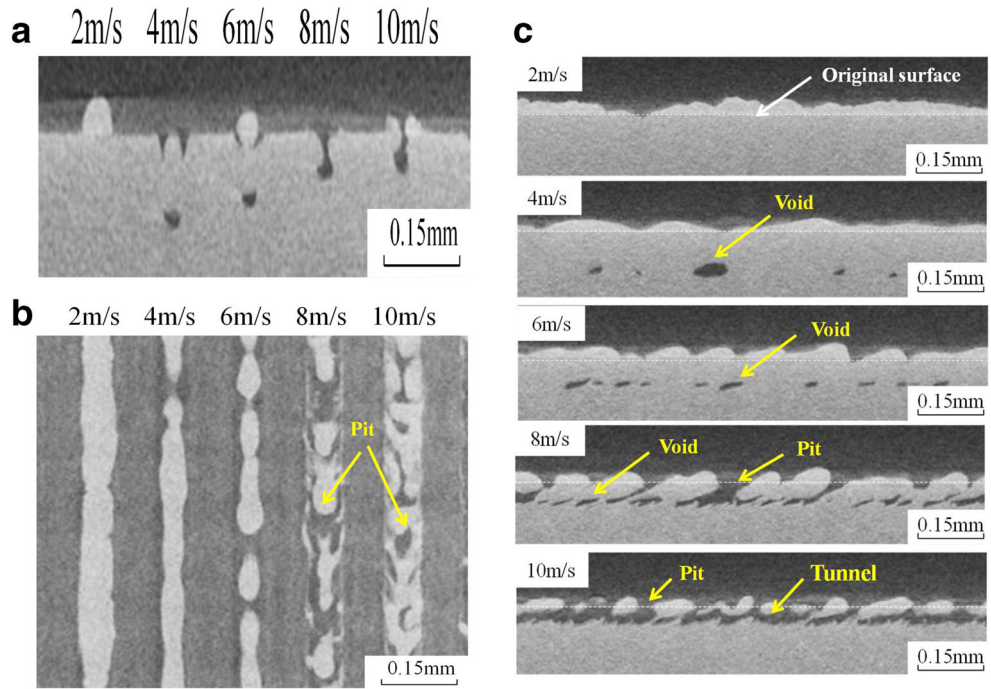 a
2m/s 4m/s 6m/s 8m/s 10m/s
0.15mm
b
2m/s 4m/s 6m/s 8m/s 10m/s
Pit
0.15mm
c
2m/s
Original surface
0.15mm
4m/s
Void
0.15mm
6m/s
Void
0.15mm
8m/s
Void
Pit
0.15mm
10m/s
Pit
Tunnel
0.15mm